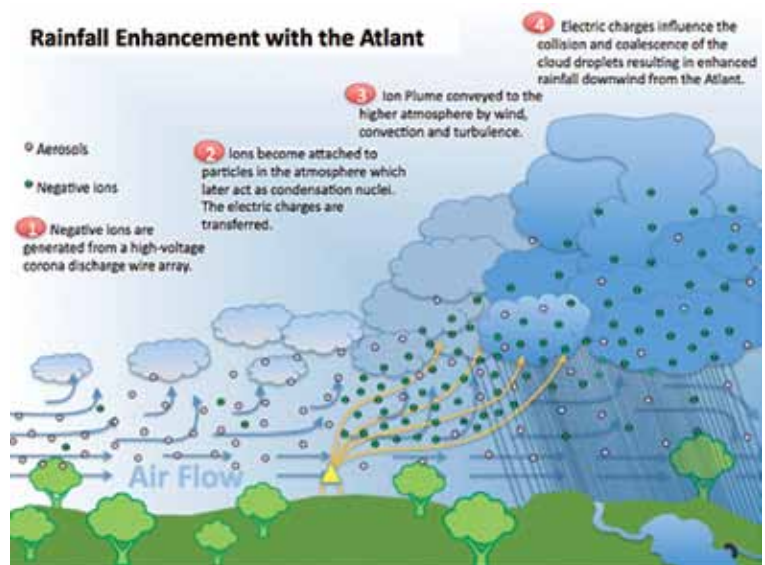 Rainfall Enhancement with the Atlant
4 Electric charges influence the
collision and coalescence of the
cloud droplets resulting in enhanced
rainfall downwind from the Atlant.
3 Ion Plume conveyed to the
higher atmosphere by wind,
convection and turbulence.
Aerosols
Negative ions
2 Ions become attached to
particles in the atmosphere which
later act as condensation nuclei.
The electric charges are
transferred.
1 Negative ions are
generated from a high-voltage
corona discharge wire array.
Air Flow